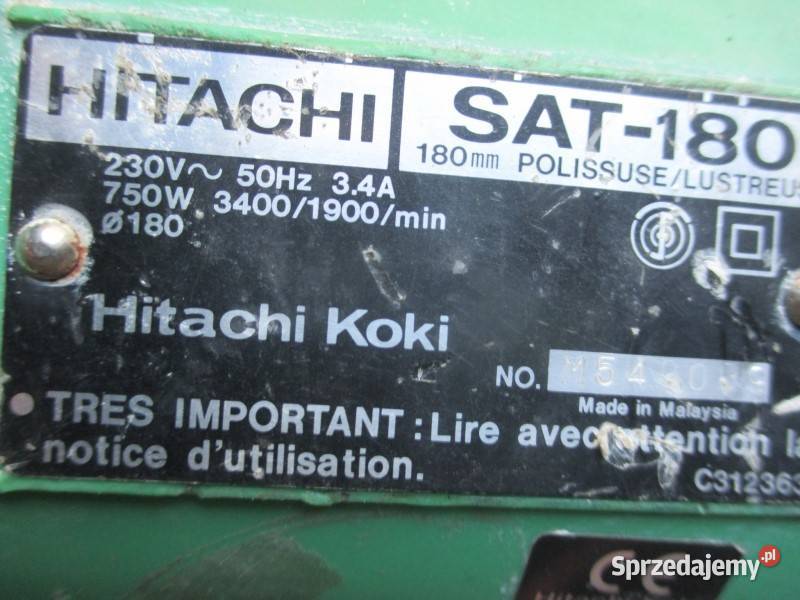 HITACHI
SAT-180
180mm POLISSUSE/LUSTREUS
230V~ 50Hz 3.4A
750W 3400/1900/min
ø180
Hitachi Koki
NO.
Made in Malaysia
TRES IMPORTANT : Lire avec attention la
notice d'utilisation.
C312363
CE
Sprzedajemy.pl